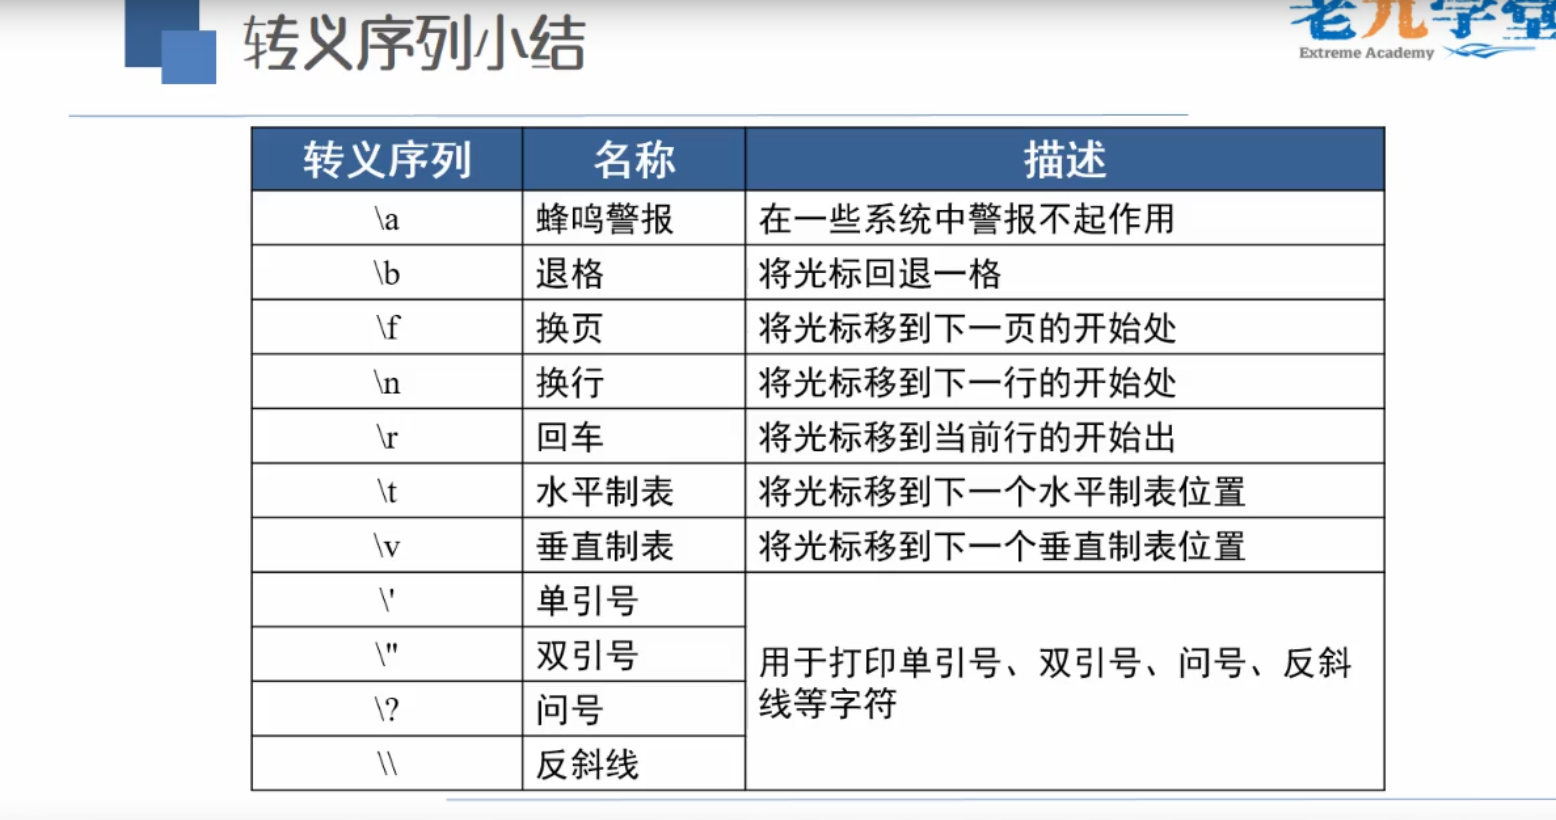 转义序列小结
老九学堂
Extreme Academy
转义序列 名称 描述
\a 蜂鸣警报 在一些系统中警报不起作用
\b 退格 将光标回退一格
\f 换页 将光标移到下一页的开始处
\n 换行 将光标移到下一行的开始处
\r 回车 将光标移到当前行的开始出
\t 水平制表 将光标移到下一个水平制表位置
\v 垂直制表 将光标移到下一个垂直制表位置
\' 单引号
\" 双引号
\? 问号
\\ 反斜线
用于打印单引号、双引号、问号、反斜
线等字符